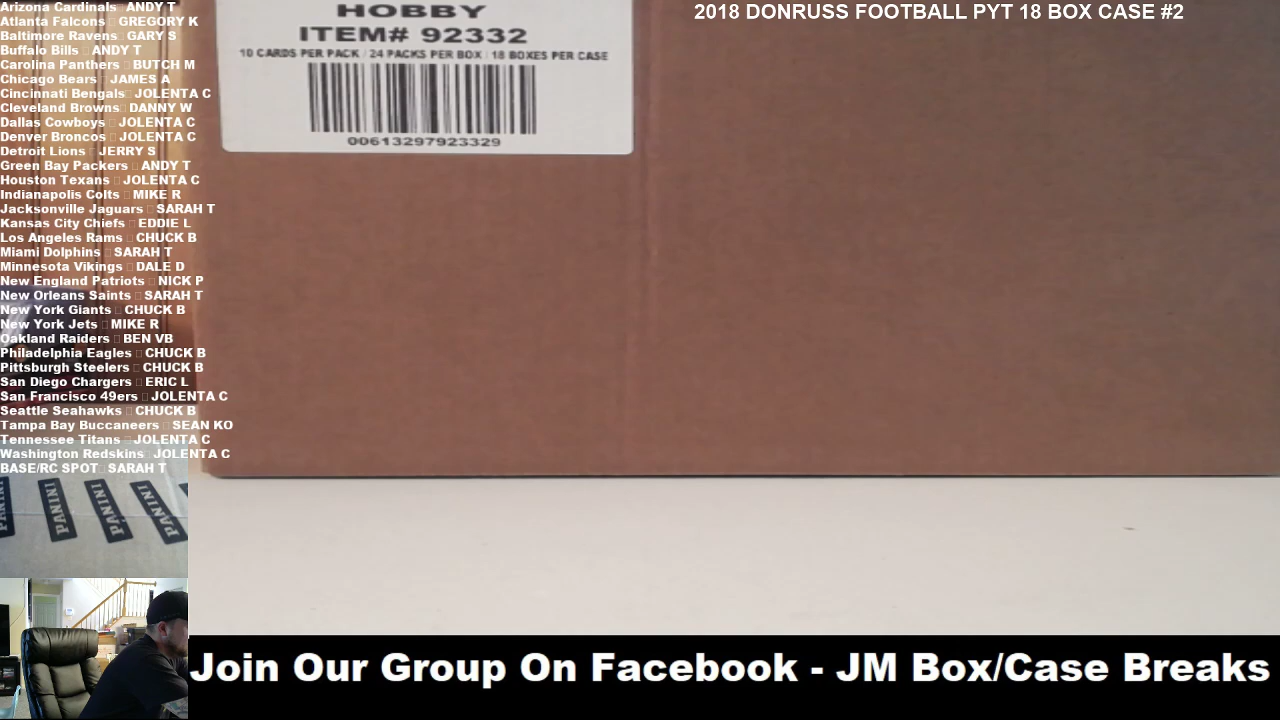 Arizona Cardinals ANDY T
Atlanta Falcons GREGORY K
Baltimore Ravens GARY S
Buffalo Bills ANDY T
Carolina Panthers BUTCH M
Chicago Bears JAMES A
Cincinnati Bengals JOLENTA C
Cleveland Browns DANNY W
Dallas Cowboys JOLENTA C
Denver Broncos JOLENTA C
Detroit Lions JERRY S
Green Bay Packers ANDY T
Houston Texans JOLENTA C
Indianapolis Colts MIKE R
Jacksonville Jaguars SARAH T
Kansas City Chiefs EDDIE L
Los Angeles Rams CHUCK B
Miami Dolphins SARAH T
Minnesota Vikings DALE D
New England Patriots NICK P
New Orleans Saints SARAH T
New York Giants CHUCK B
New York Jets MIKE R
Oakland Raiders BEN VB
Philadelphia Eagles CHUCK B
Pittsburgh Steelers CHUCK B
San Diego Chargers ERIC L
San Francisco 49ers JOLENTA C
Seattle Seahawks CHUCK B
Tampa Bay Buccaneers SEAN KO
Tennessee Titans JOLENTA C
Washington Redskins JOLENTA C
BASE/RC SPOT SARAH T
HOBBY
ITEM# 92332
10 CARDS PER PACK / 24 PACKS PER BOX / 18 BOXES PER CASE
00613297923329
2018 DONRUSS FOOTBALL PYT 18 BOX CASE #2
PANINI
PANINI
PANINI
PANINI
Join Our Group On Facebook - JM Box/Case Breaks